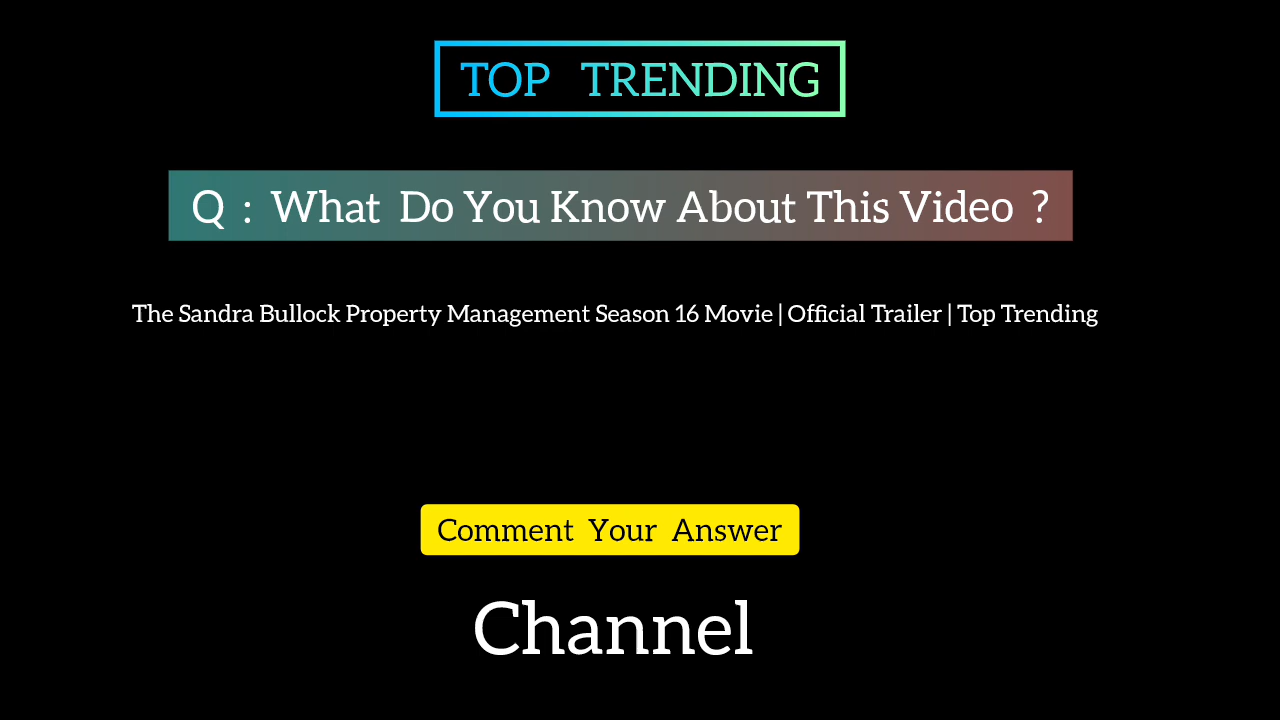 TOP TRENDING
Q : What Do You Know About This Video ?
The Sandra Bullock Property Management Season 16 Movie | Official Trailer | Top Trending
Comment Your Answer
Channel